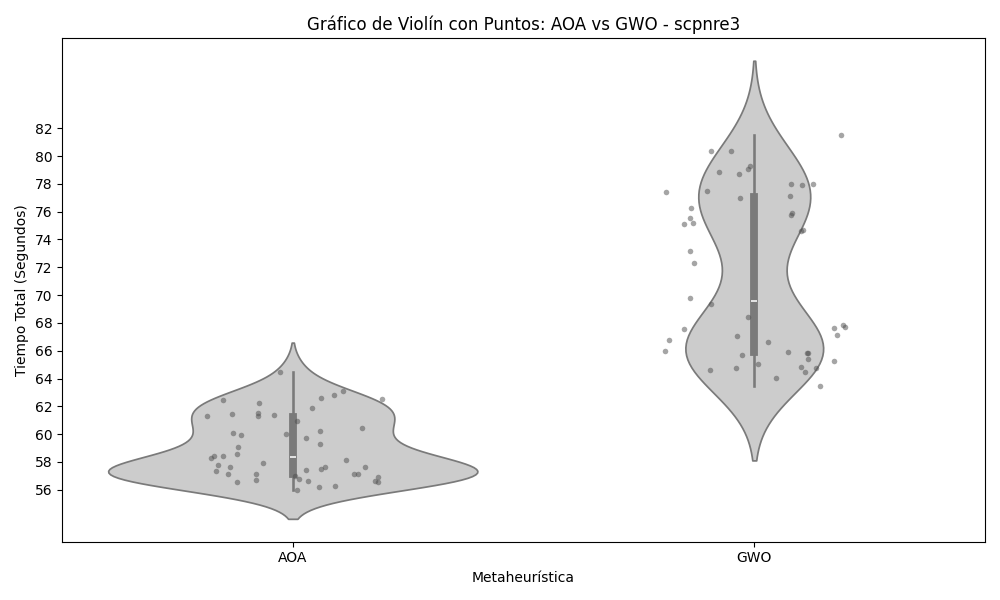 Gráfico de Violín con Puntos: AOA vs GWO - scpnre3
Tiempo Total (Segundos)
82
80
78
76
74
72
70
68
66
64
62
60
58
56
AOA
GWO
Metaheurística